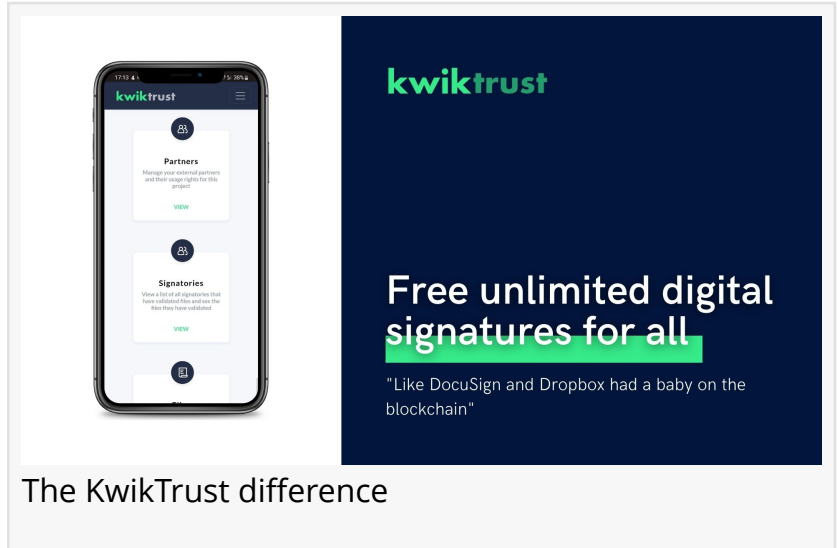 17:13
38%
kwiktrust
Partners
Manage your external partners
and their usage rights for this
project
VIEW
Signatories
View a list of all signatories that
have validated files and see the
files they have validated
VIEW
kwiktrust
Free unlimited digital
signatures for all
"Like DocuSign and Dropbox had a baby on the
blockchain"
The KwikTrust difference